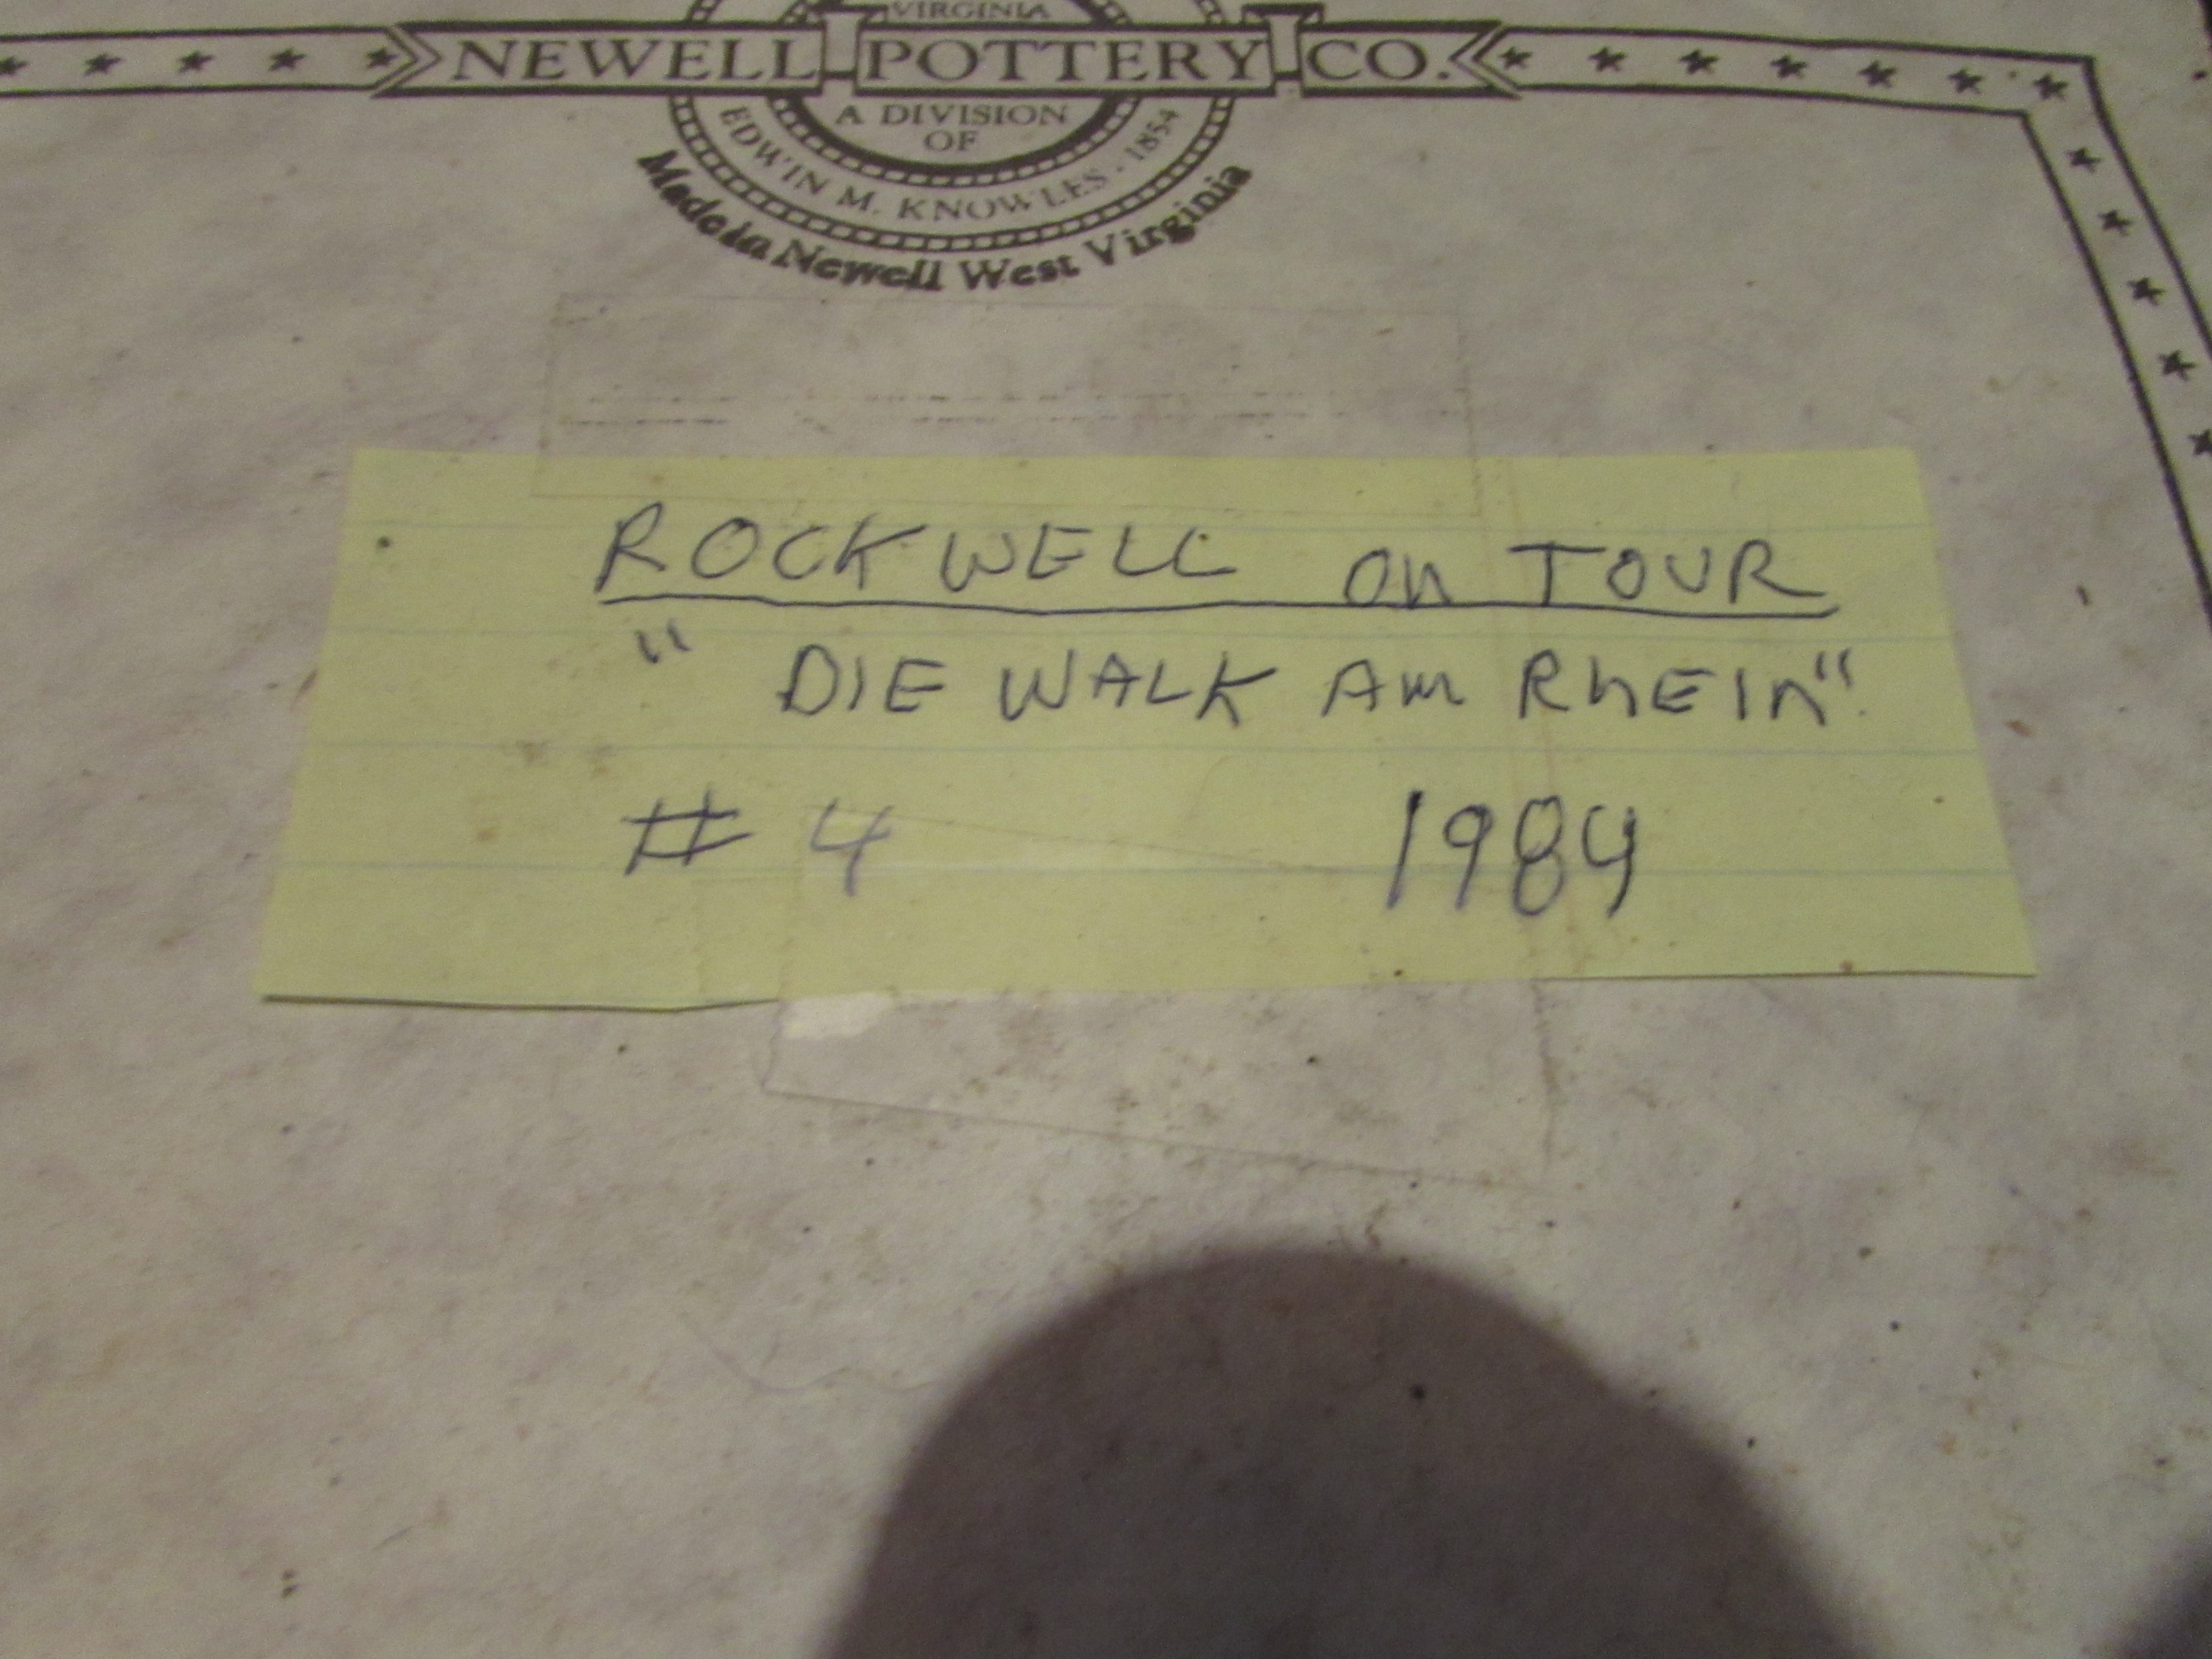 VIRGINIA
NEWELL POTTERY CO.
A DIVISION
OF
EDWIN M. KNOWLES · 1854
Made in Newell West Virginia
ROCKWELL On TOUR
" DIE WALK Am RhEIn"
# 4 1984